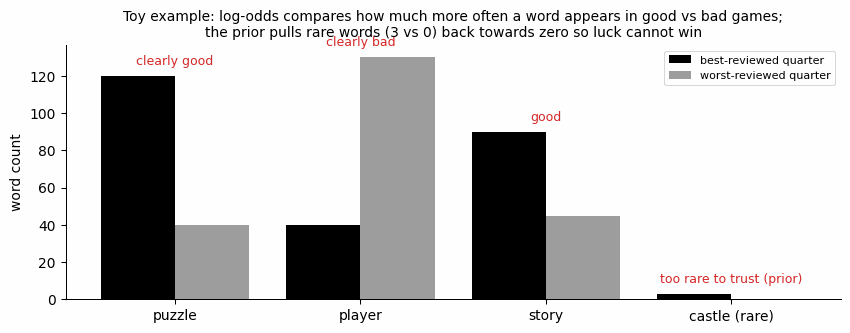 Toy example: log-odds compares how much more often a word appears in good vs bad games;
the prior pulls rare words (3 vs 0) back towards zero so luck cannot win
clearly good
clearly bad
good
too rare to trust (prior)
best-reviewed quarter
worst-reviewed quarter
word count
120
100
80
60
40
20
0
puzzle
player
story
castle (rare)